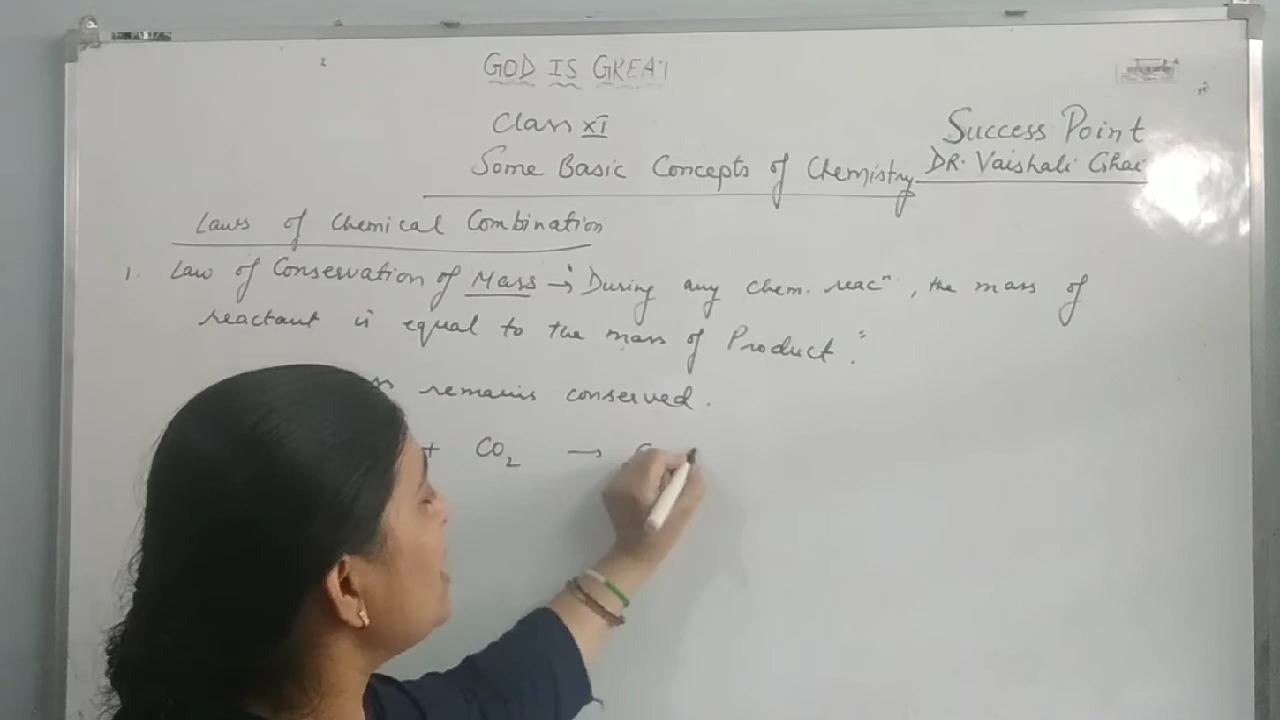 GOD IS GREAT
Class XI
Success Point
Some Basic Concepts of Chemistry
DR. Vaishali Ghai
Laws of Chemical Combination
1. Law of Conservation of Mass → "During any chem. reacⁿ, the mass of
reactant is equal to the mass of Product."
remains conserved.
+ CO₂ →